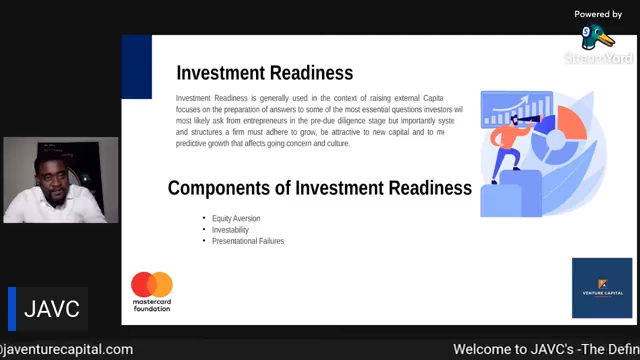 Powered by
StreamYard
Investment Readiness
Investment Readiness is generally used in the context of raising external Capita
focuses on the preparation of answers to some of the most essential questions investors wil
most likely ask from entrepreneurs in the pre-due diligence stage but importantly syste
and structures a firm must adhere to grow, be attractive to new capital and to me
predictive growth that affects going concern and culture.
Components of Investment Readiness
• Equity Aversion
• Investability
• Presentational Failures
mastercard
foundation
VENTURE CAPITAL
JAVC
@javenturecapital.com
Welcome to JAVC's -The Defin